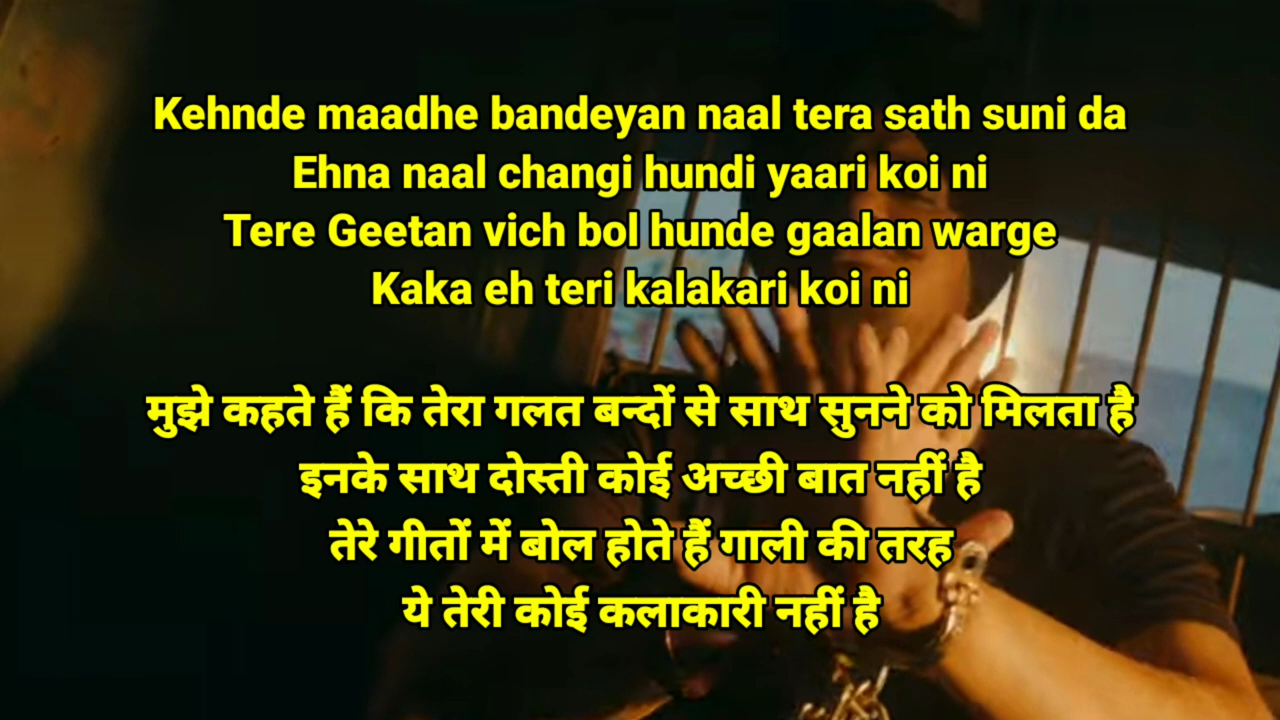 Kehnde maadhe bandeyan naal tera sath suni da
Ehna naal changi hundi yaari koi ni
Tere Geetan vich bol hunde gaalan warge
Kaka eh teri kalakari koi ni
मुझे कहते हैं कि तेरा गलत बन्दों से साथ सुनने को मिलता है
इनके साथ दोस्ती कोई अच्छी बात नहीं है
तेरे गीतों में बोल होते हैं गाली की तरह
ये तेरी कोई कलाकारी नहीं है